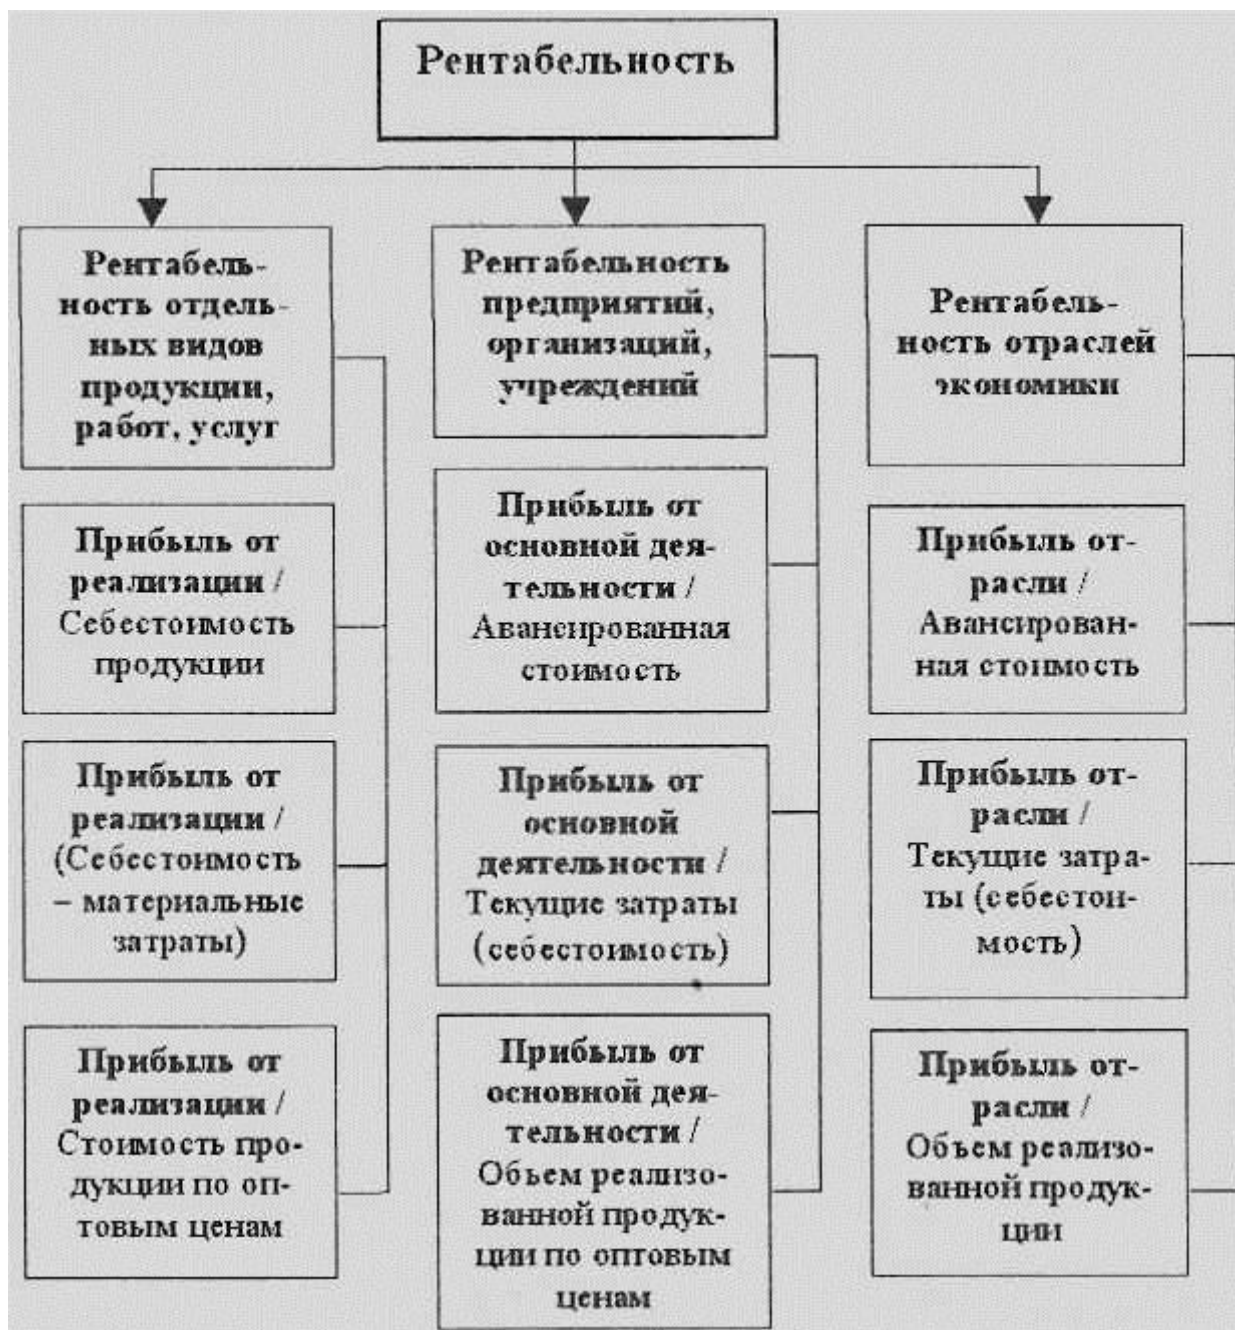 Рентабельность
Рентабель-
ность отдель-
ных видов
продукции,
работ, услуг
Прибыль от
реализации /
Себестоимость
продукции
Прибыль от
реализации /
(Себестоимость
– материальные
затраты)
Прибыль от
реализации /
Стоимость про-
дукции по оп-
товым ценам
Рентабельность
предприятий,
организаций,
учреждений
Прибыль от
основной дея-
тельности /
Авансированная
стоимость
Прибыль от
основной
деятельности /
Текущие затраты
(себестоимость)
Прибыль от
основной дея-
тельности /
Объем реализо-
ванной продук-
ции по оптовым
ценам
Рентабель-
ность отраслей
экономики
Прибыль от-
расли /
Авансирован-
ная стоимость
Прибыль от-
расли /
Текущие затра-
ты (себестои-
мость)
Прибыль от-
расли /
Объем реализо-
ванной продук-
ции